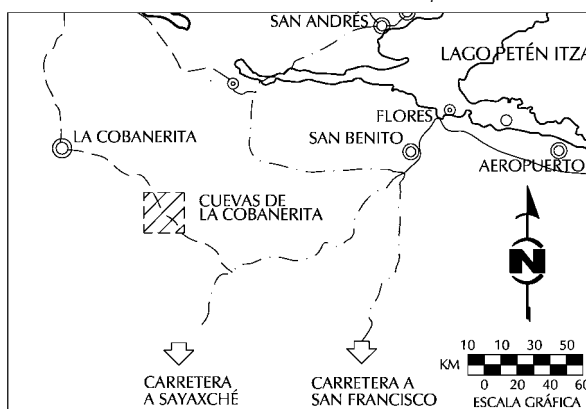 SAN ANDRÉS
LAGO PETÉN ITZA
FLORES
LA COBANERITA
SAN BENITO
AEROPUERTO
CUEVAS DE
LA COBANERITA
N
10 10 30 50
KM
0 20 40 60
ESCALA GRÁFICA
CARRETERA
A SAYAXCHÉ
CARRETERA A
SAN FRANCISCO